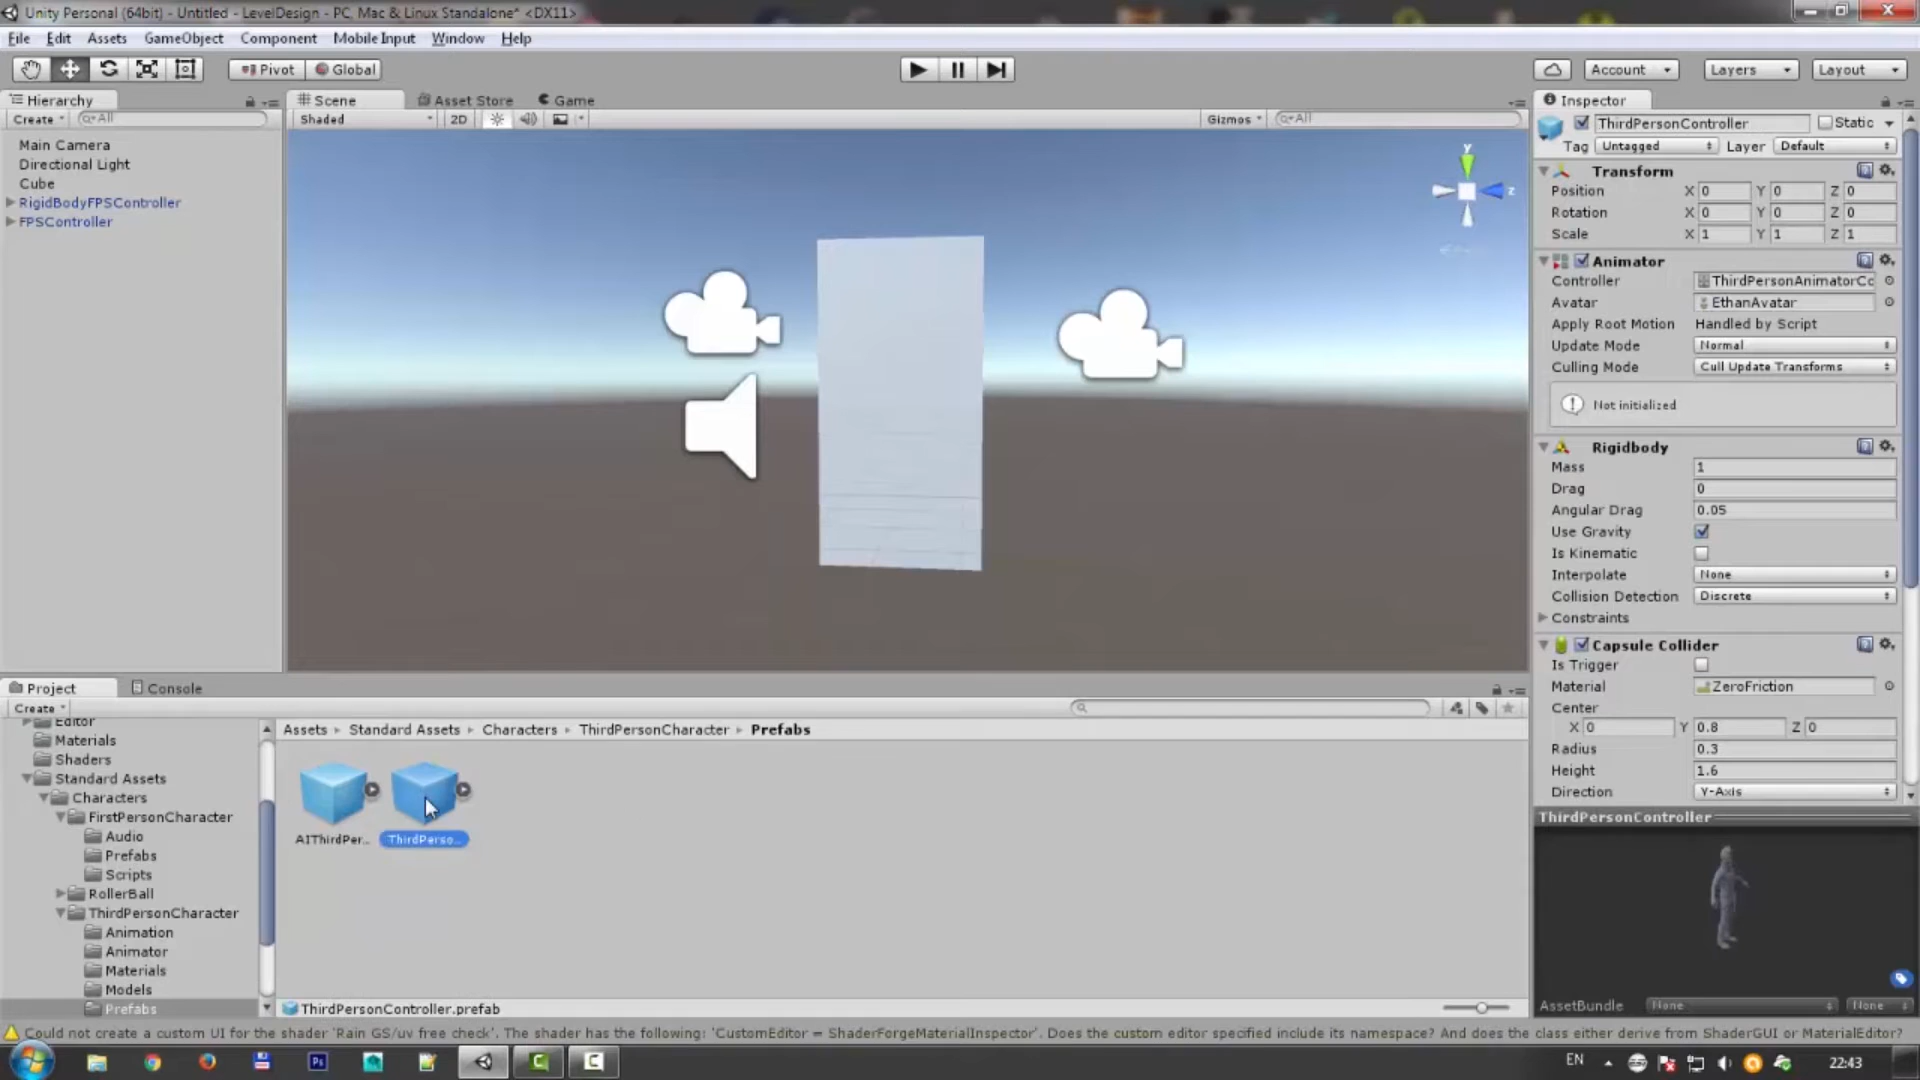 Unity Personal (64bit) - Untitled - LevelDesign - PC, Mac & Linux Standalone* <DX11>
File Edit Assets GameObject Component Mobile Input Window Help
Pivot Global Account Layers Layout
Hierarchy
Create All
Main Camera
Directional Light
Cube
RigidBodyFPSController
FPSController
Scene Asset Store Game
Shaded 2D Gizmos All
y
z
Inspector
ThirdPersonController Static
Tag Untagged Layer Default
Transform
Position X 0 Y 0 Z 0
Rotation X 0 Y 0 Z 0
Scale X 1 Y 1 Z 1
Animator
Controller ThirdPersonAnimatorCo
Avatar EthanAvatar
Apply Root Motion Handled by Script
Update Mode Normal
Culling Mode Cull Update Transforms
Not initialized
Rigidbody
Mass 1
Drag 0
Angular Drag 0.05
Use Gravity
Is Kinematic
Interpolate None
Collision Detection Discrete
Constraints
Capsule Collider
Is Trigger
Material ZeroFriction
Center
X 0 Y 0.8 Z 0
Radius 0.3
Height 1.6
Direction Y-Axis
ThirdPersonController
AssetBundle None None
Project Console
Create
Editor
Materials
Shaders
Standard Assets
Characters
FirstPersonCharacter
Audio
Prefabs
Scripts
RollerBall
ThirdPersonCharacter
Animation
Animator
Materials
Models
Prefabs
Assets Standard Assets Characters ThirdPersonCharacter Prefabs
AIThirdPer... ThirdPerso...
ThirdPersonController.prefab
Could not create a custom UI for the shader 'Rain GS/uv free check'. The shader has the following: 'CustomEditor = ShaderForgeMaterialInspector'. Does the custom editor specified include its namespace? And does the class either derive from ShaderGUI or MaterialEditor?
Ps C C EN 22:43